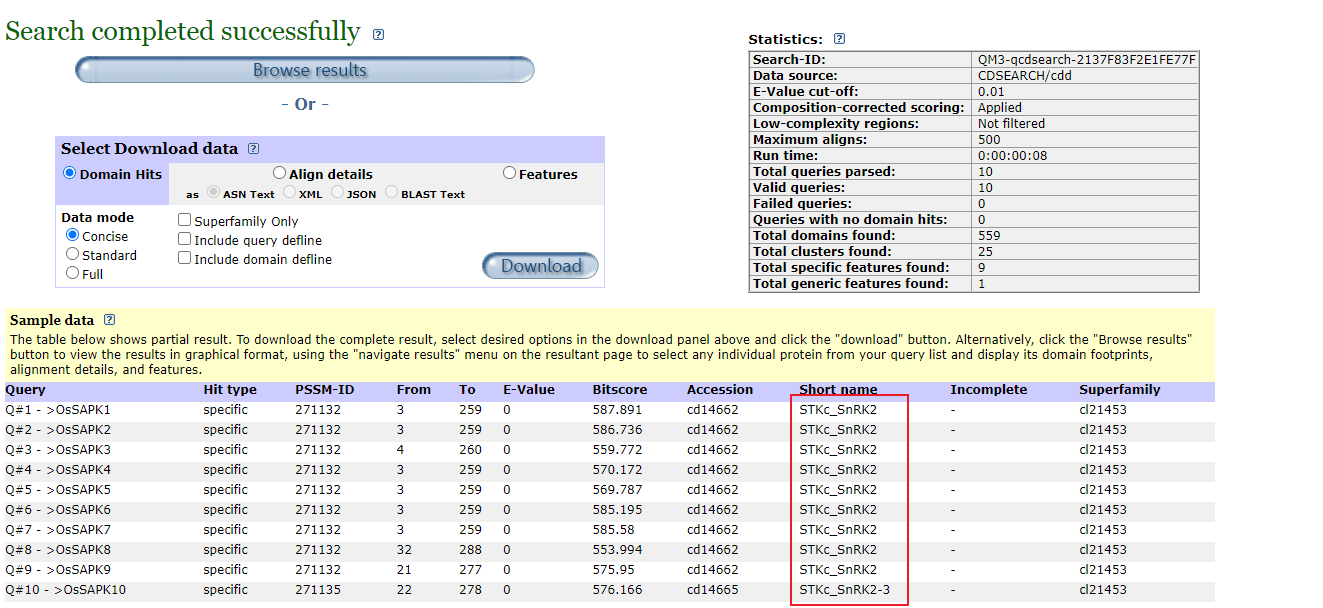 Search completed successfully ?
Browse results
- Or -
Select Download data ?
Domain Hits Align details Features
as ASN Text XML JSON BLAST Text
Data mode
Concise
Standard
Full
Superfamily Only
Include query defline
Include domain defline
Download
Statistics: ?
Search-ID: QM3-qcdsearch-2137F83F2E1FE77F
Data source: CDSEARCH/cdd
E-Value cut-off: 0.01
Composition-corrected scoring: Applied
Low-complexity regions: Not filtered
Maximum aligns: 500
Run time: 0:00:00:08
Total queries parsed: 10
Valid queries: 10
Failed queries: 0
Queries with no domain hits: 0
Total domains found: 559
Total clusters found: 25
Total specific features found: 9
Total generic features found: 1
Sample data ?
The table below shows partial result. To download the complete result, select desired options in the download panel above and click the "download" button. Alternatively, click the "Browse results"
button to view the results in graphical format, using the "navigate results" menu on the resultant page to select any individual protein from your query list and display its domain footprints,
alignment details, and features.
Query Hit type PSSM-ID From To E-Value Bitscore Accession Short name Incomplete Superfamily
Q#1 - >OsSAPK1 specific 271132 3 259 0 587.891 cd14662 STKc_SnRK2 - cl21453
Q#2 - >OsSAPK2 specific 271132 3 259 0 586.736 cd14662 STKc_SnRK2 - cl21453
Q#3 - >OsSAPK3 specific 271132 4 260 0 559.772 cd14662 STKc_SnRK2 - cl21453
Q#4 - >OsSAPK4 specific 271132 3 259 0 570.172 cd14662 STKc_SnRK2 - cl21453
Q#5 - >OsSAPK5 specific 271132 3 259 0 569.787 cd14662 STKc_SnRK2 - cl21453
Q#6 - >OsSAPK6 specific 271132 3 259 0 585.195 cd14662 STKc_SnRK2 - cl21453
Q#7 - >OsSAPK7 specific 271132 3 259 0 585.58 cd14662 STKc_SnRK2 - cl21453
Q#8 - >OsSAPK8 specific 271132 32 288 0 553.994 cd14662 STKc_SnRK2 - cl21453
Q#9 - >OsSAPK9 specific 271132 21 277 0 575.95 cd14662 STKc_SnRK2 - cl21453
Q#10 - >OsSAPK10 specific 271135 22 278 0 576.166 cd14665 STKc_SnRK2-3 - cl21453